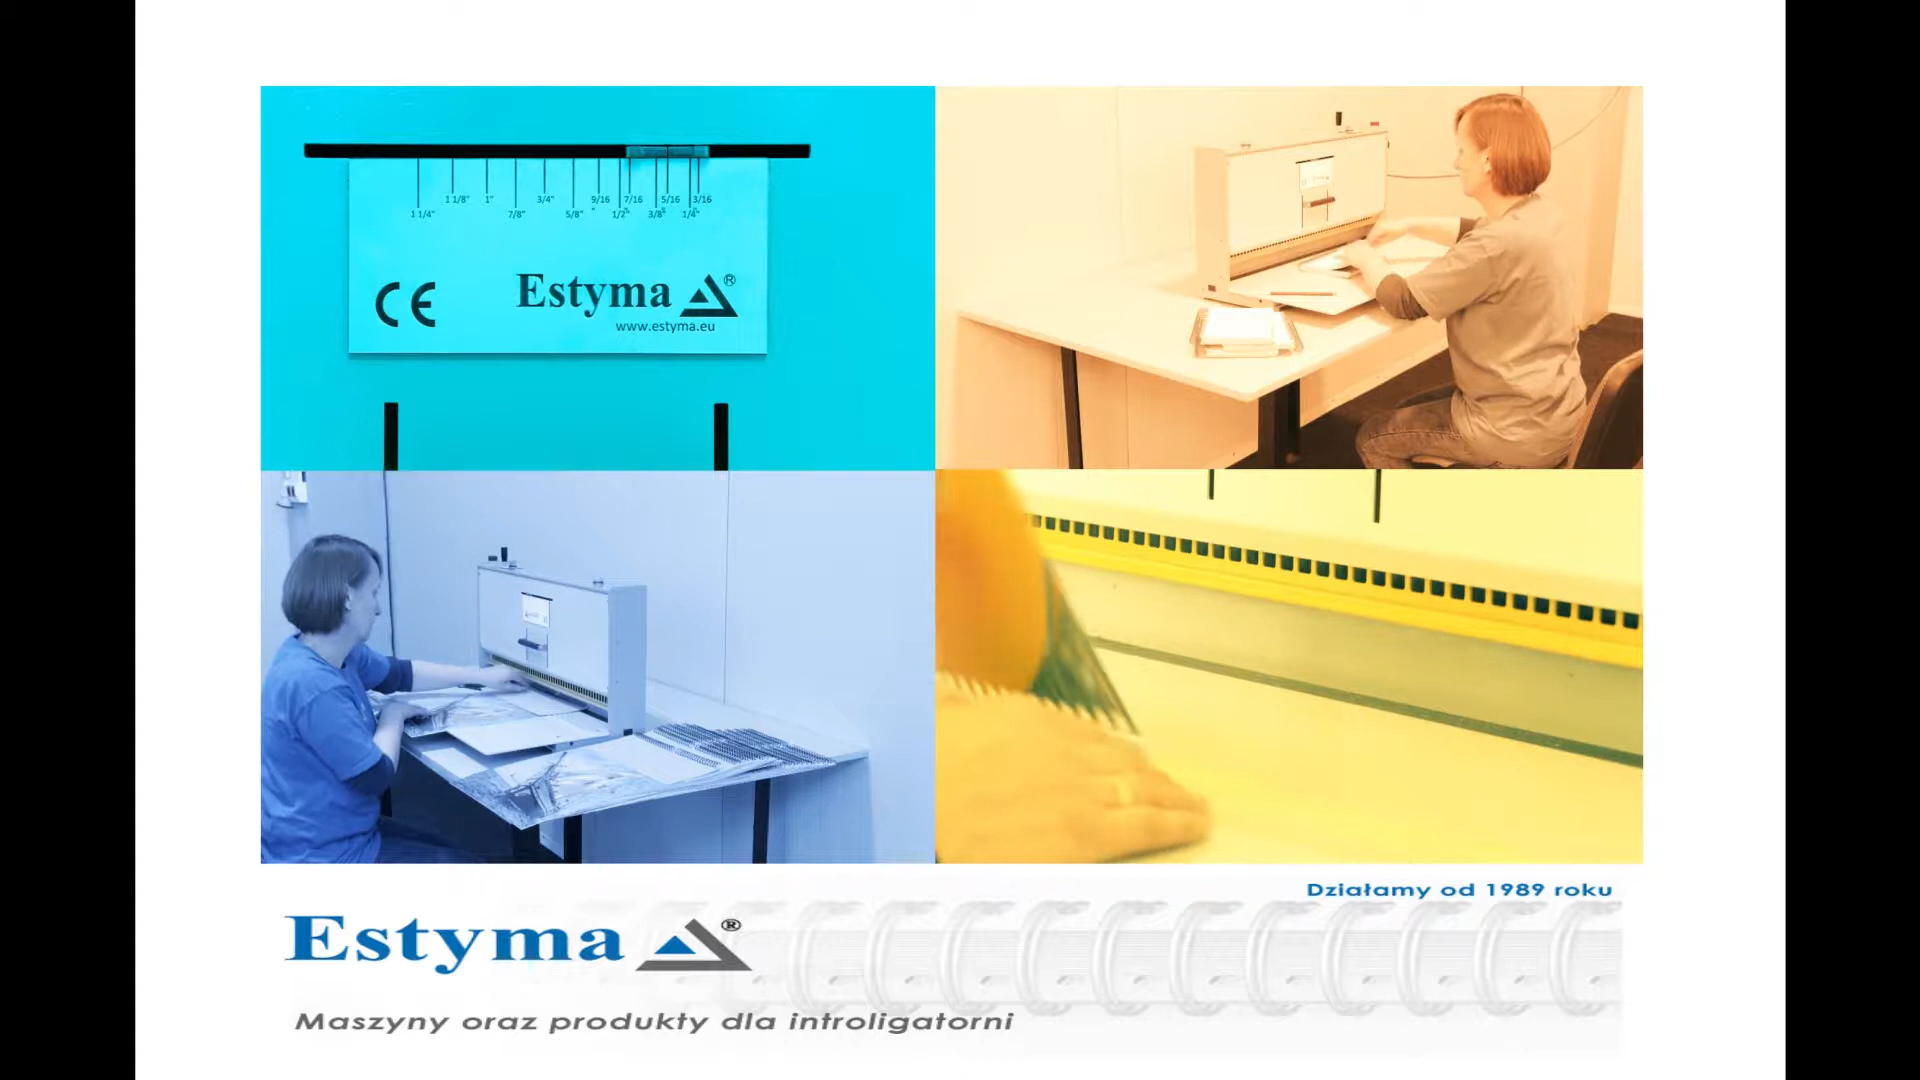 1 1/8" 1" 3/4" 9/16" 7/16" 5/16" 3/16
1 1/4" 7/8" 5/8" 1/2" 3/8" 1/4"
CE
Estyma ®
www.estyma.eu
Działamy od 1989 roku
Estyma ®
Maszyny oraz produkty dla introligatorni